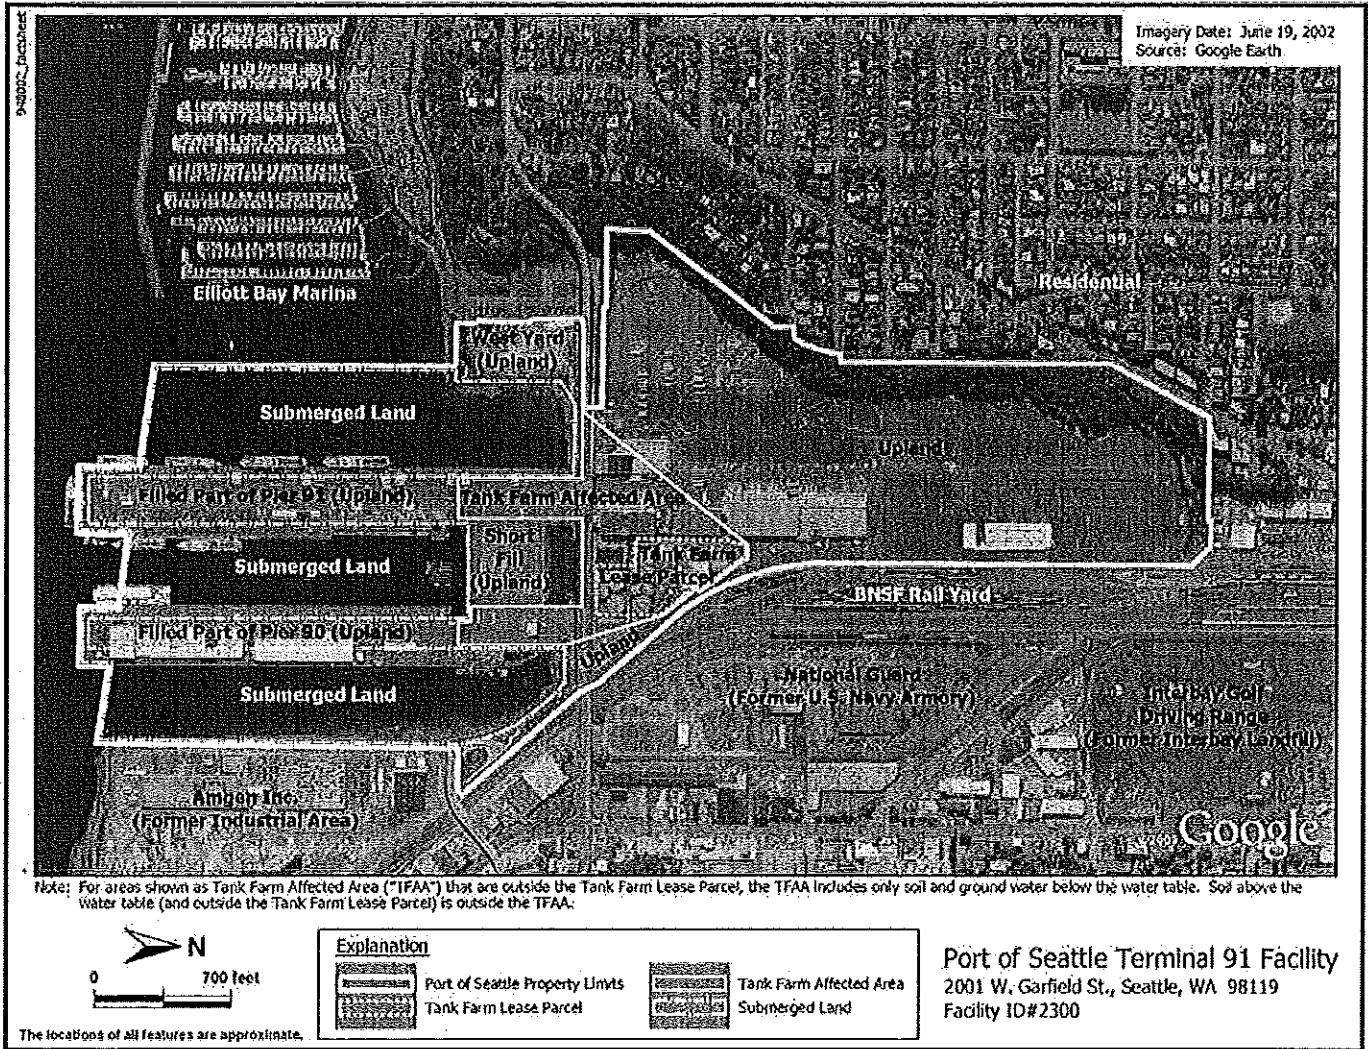 940002_factsheet
Imagery Date: June 19, 2002
Source: Google Earth
Elliott Bay Marina
Residential
West Yard
(Upland)
Submerged Land
Upland
Filled Part of Pier 91 (Upland)
Tank Farm Affected Area
Short
Fill
(Upland)
Tank Farm
Lease Parcel
Submerged Land
BNSF Rail Yard
Filled Part of Pier 90 (Upland)
Upland
National Guard
(Former U.S. Navy Armory)
Submerged Land
Interbay Golf
Driving Range
(Former Interbay Landfill)
Amgen Inc.
(Former Industrial Area)
Google
Note: For areas shown as Tank Farm Affected Area ("TFAA") that are outside the Tank Farm Lease Parcel, the TFAA includes only soil and ground water below the water table. Soil above the
water table (and outside the Tank Farm Lease Parcel) is outside the TFAA.
N
0 700 feet
The locations of all features are approximate.
Explanation
Port of Seattle Property Limits
Tank Farm Lease Parcel
Tank Farm Affected Area
Submerged Land
Port of Seattle Terminal 91 Facility
2001 W. Garfield St., Seattle, WA 98119
Facility ID#2300